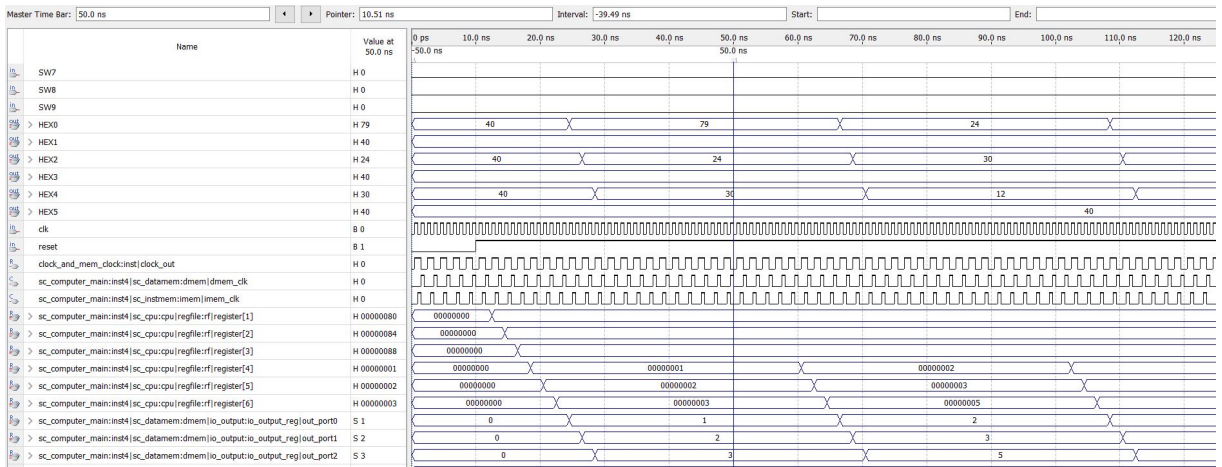 Master Time Bar: 50.0 ns Pointer: 10.51 ns Interval: -39.49 ns Start: End:
Name Value at 50.0 ns 0 ps 10.0 ns 20.0 ns 30.0 ns 40.0 ns 50.0 ns 60.0 ns 70.0 ns 80.0 ns 90.0 ns 100.0 ns 110.0 ns 120.0 ns
-50.0 ns 50.0 ns
in SW7 H 0
in SW8 H 0
in SW9 H 0
out > HEX0 H 79 40 79 24
out > HEX1 H 40
out > HEX2 H 24 40 24 30
out > HEX3 H 40
out > HEX4 H 30 40 30 12
out > HEX5 H 40 40
in clk B 0
in reset B 1
R clock_and_mem_clock:inst|clock_out H 0
C sc_computer_main:inst4|sc_datamem:dmem|dmem_clk H 0
C sc_computer_main:inst4|sc_instmem:imem|imem_clk H 0
R > sc_computer_main:inst4|sc_cpu:cpu|regfile:rf|register[1] H 00000080 00000000
R > sc_computer_main:inst4|sc_cpu:cpu|regfile:rf|register[2] H 00000084 00000000
R > sc_computer_main:inst4|sc_cpu:cpu|regfile:rf|register[3] H 00000088 00000000
R > sc_computer_main:inst4|sc_cpu:cpu|regfile:rf|register[4] H 00000001 00000000 00000001 00000002
R > sc_computer_main:inst4|sc_cpu:cpu|regfile:rf|register[5] H 00000002 00000000 00000002 00000003
R > sc_computer_main:inst4|sc_cpu:cpu|regfile:rf|register[6] H 00000003 00000000 00000003 00000005
R > sc_computer_main:inst4|sc_datamem:dmem|io_output:io_output_reg|out_port0 S 1 0 1 2
R > sc_computer_main:inst4|sc_datamem:dmem|io_output:io_output_reg|out_port1 S 2 0 2 3
R > sc_computer_main:inst4|sc_datamem:dmem|io_output:io_output_reg|out_port2 S 3 0 3 5